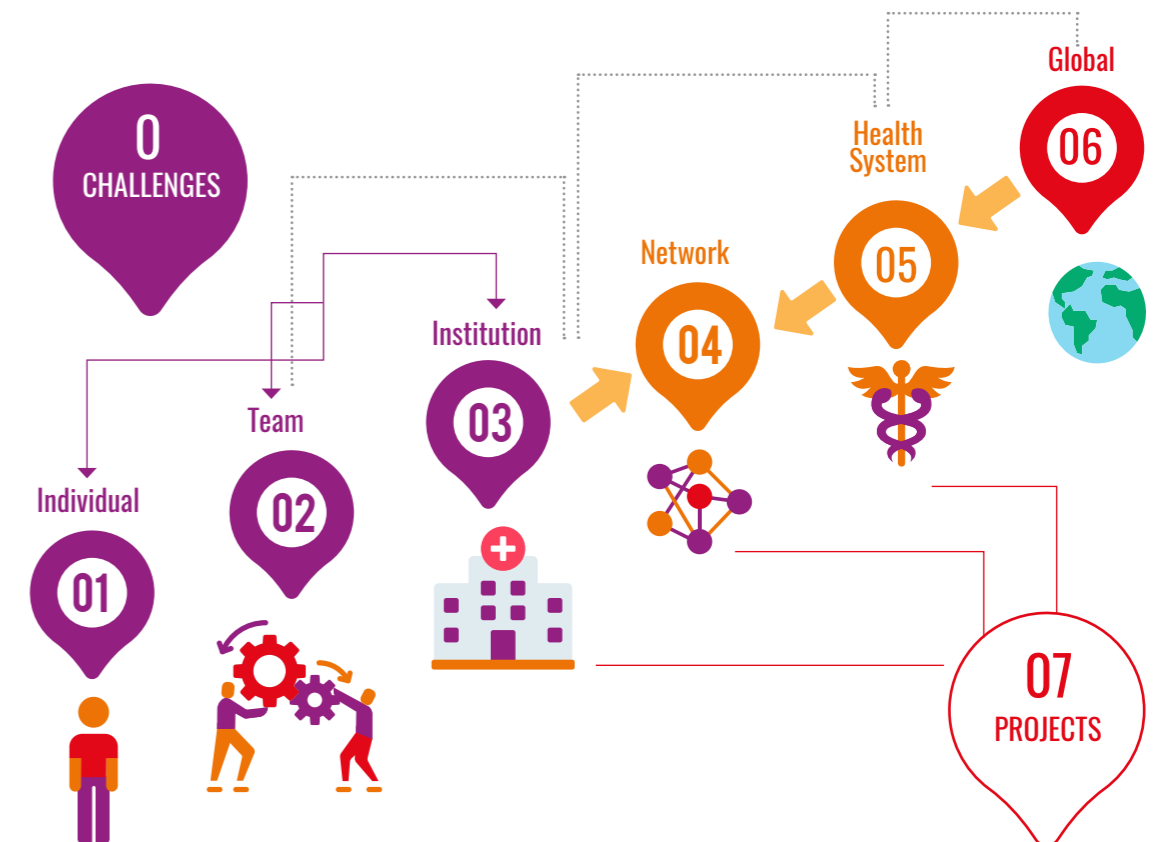 0
CHALLENGES
Individual
01
Team
02
Institution
03
Network
04
Health
System
05
Global
06
07
PROJECTS